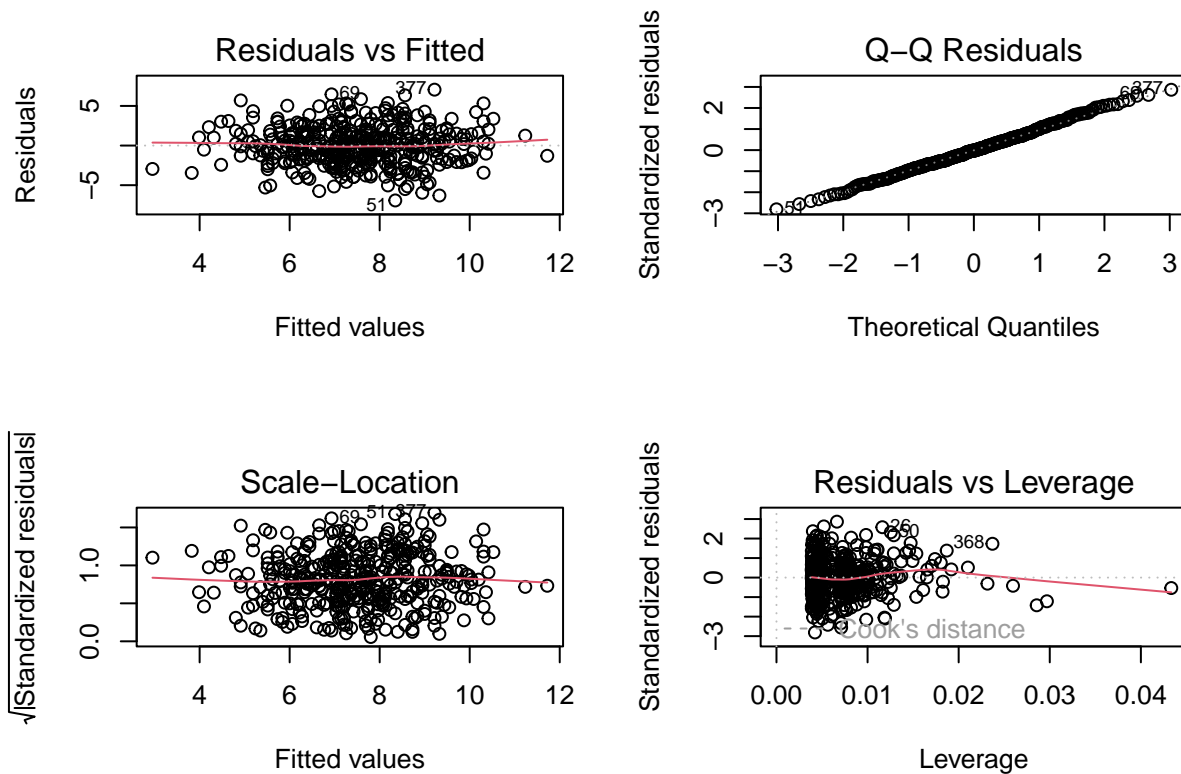 Residuals vs Fitted
Residuals
5
−5
69
377
51
4 6 8 10 12
Fitted values
Q−Q Residuals
Standardized residuals
2
0
−3
377
51
−3 −2 −1 0 1 2 3
Theoretical Quantiles
Scale−Location
√|Standardized residuals|
1.0
0.0
69
51
377
4 6 8 10 12
Fitted values
Residuals vs Leverage
Standardized residuals
2
0
−3
26
368
Cook's distance
0.00 0.01 0.02 0.03 0.04
Leverage